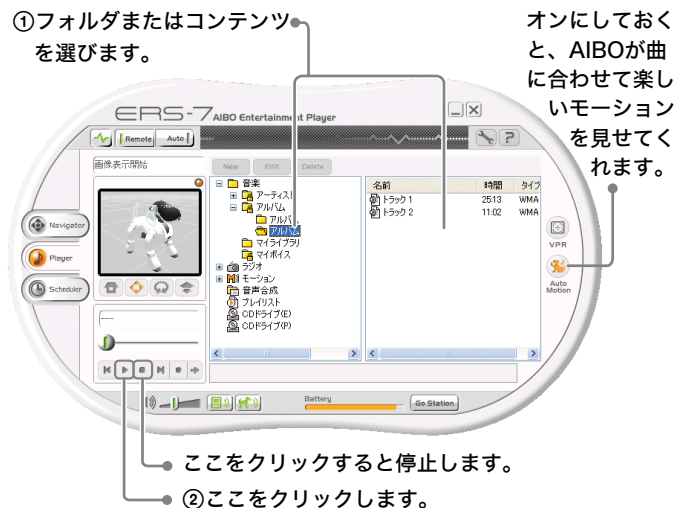 ①フォルダまたはコンテンツ
を選びます。
オンにしておく
と、AIBOが曲
に合わせて楽し
いモーション
を見せてく
れます。
ERS-7 AIBO Entertainment Player
Remote Auto
画像表示開始
New Edit Delete
Navigator
Player
Scheduler
音楽
アーティスト
アルバム
アルバム
アルバム
マイライブラリ
マイボイス
ラジオ
モーション
音声合成
プレイリスト
CDドライブ(E)
CDドライブ(P)
名前 時間 タイプ
トラック1 25:13 WMA
トラック2 11:02 WMA
VPR
Auto
Motion
---
Battery
Go Station
ここをクリックすると停止します。
②ここをクリックします。